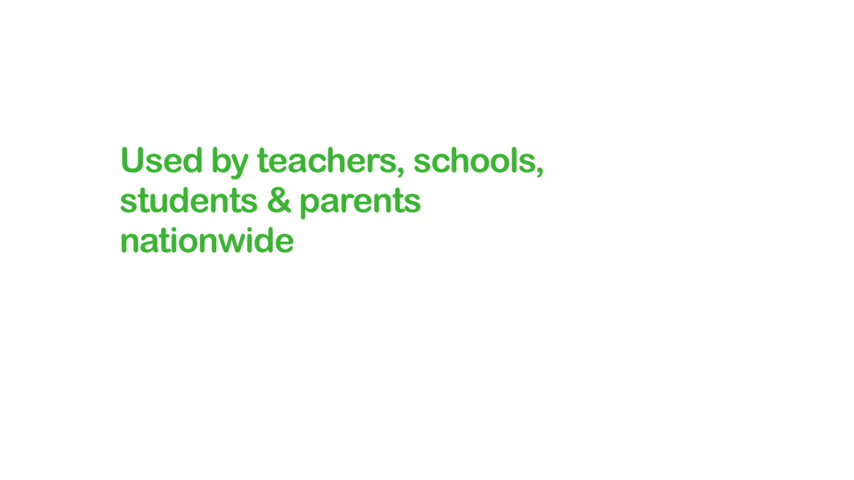 Used by teachers, schools,
students & parents
nationwide